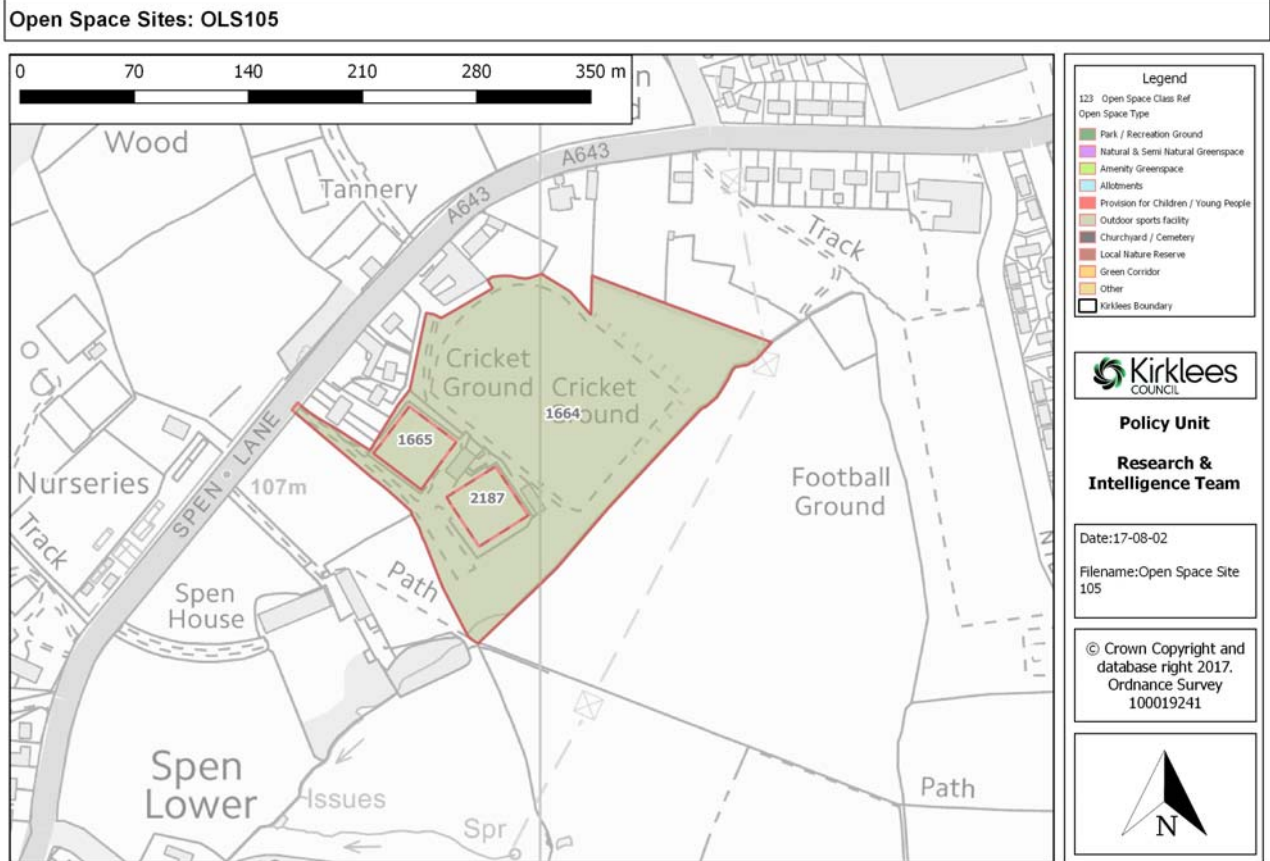 Open Space Sites: OLS105
0 70 140 210 280 350 m
Wood
Tannery
A643
A643
Track
Cricket
Ground
Cricket
Ground
1664
1665
2187
Nurseries
107m
SPEN LANE
Track
Path
Spen
House
Football
Ground
Spen
Lower
Issues
Spr
Path
Legend
123 Open Space Class Ref
Open Space Type
Park / Recreation Ground
Natural & Semi Natural Greenspace
Amenity Greenspace
Allotments
Provision for Children / Young People
Outdoor sports facility
Churchyard / Cemetery
Local Nature Reserve
Green Corridor
Other
Kirklees Boundary
Kirklees
COUNCIL
Policy Unit
Research &
Intelligence Team
Date:17-08-02
Filename:Open Space Site
105
© Crown Copyright and
database right 2017.
Ordnance Survey
100019241
N